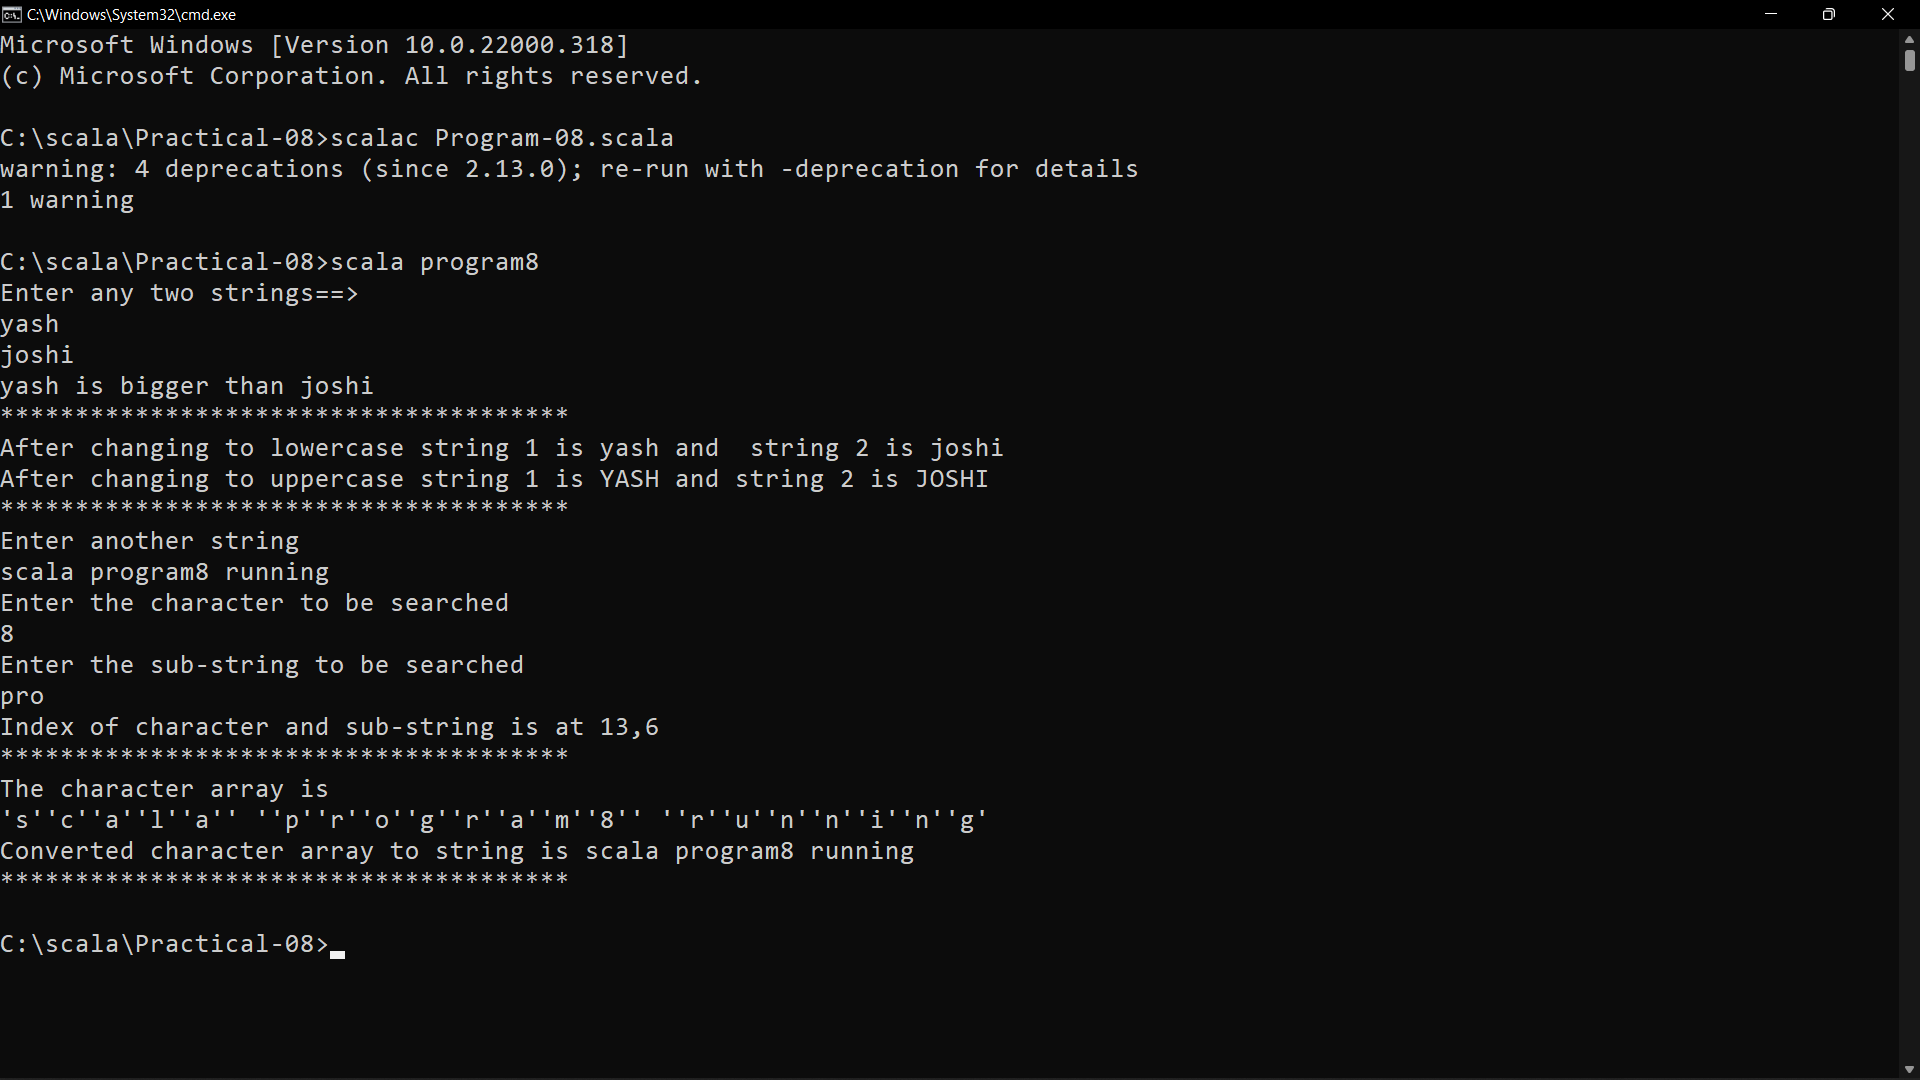 C:\Windows\System32\cmd.exe
Microsoft Windows [Version 10.0.22000.318]
(c) Microsoft Corporation. All rights reserved.
C:\scala\Practical-08>scalac Program-08.scala
warning: 4 deprecations (since 2.13.0); re-run with -deprecation for details
1 warning
C:\scala\Practical-08>scala program8
Enter any two strings==>
yash
joshi
yash is bigger than joshi
**************************************
After changing to lowercase string 1 is yash and  string 2 is joshi
After changing to uppercase string 1 is YASH and string 2 is JOSHI
**************************************
Enter another string
scala program8 running
Enter the character to be searched
8
Enter the sub-string to be searched
pro
Index of character and sub-string is at 13,6
**************************************
The character array is
's''c''a''l''a'' ''p''r''o''g''r''a''m''8'' ''r''u''n''n''i''n''g'
Converted character array to string is scala program8 running
**************************************
C:\scala\Practical-08>